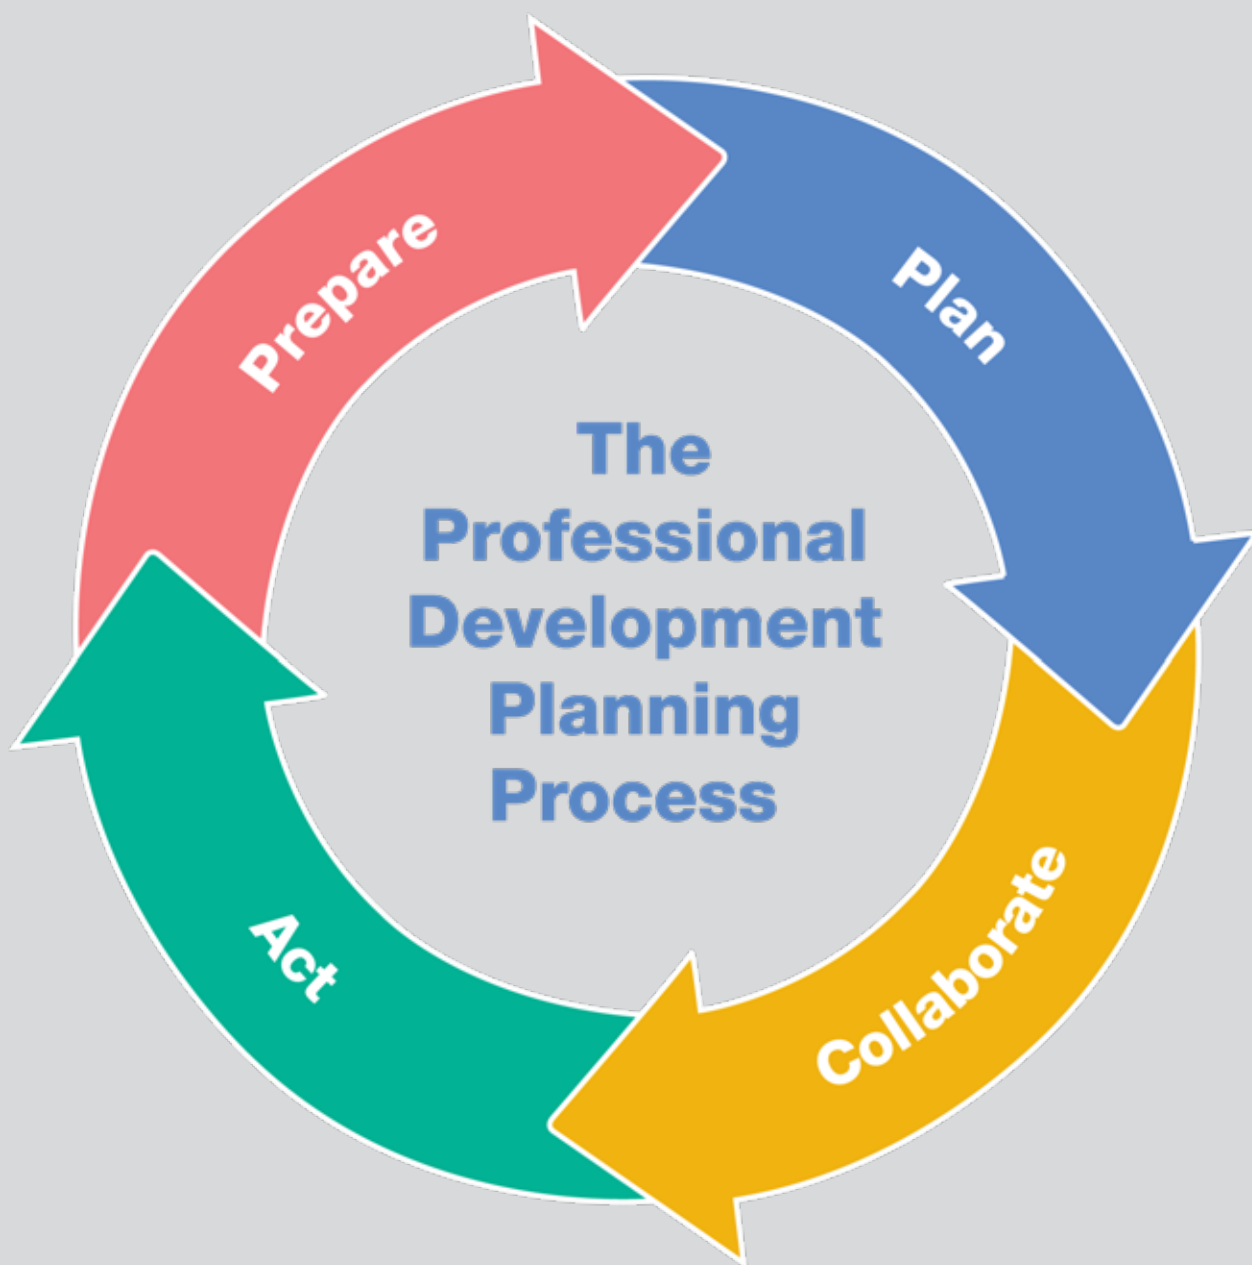 Prepare
Plan
The
Professional
Development
Planning
Process
Collaborate
Act